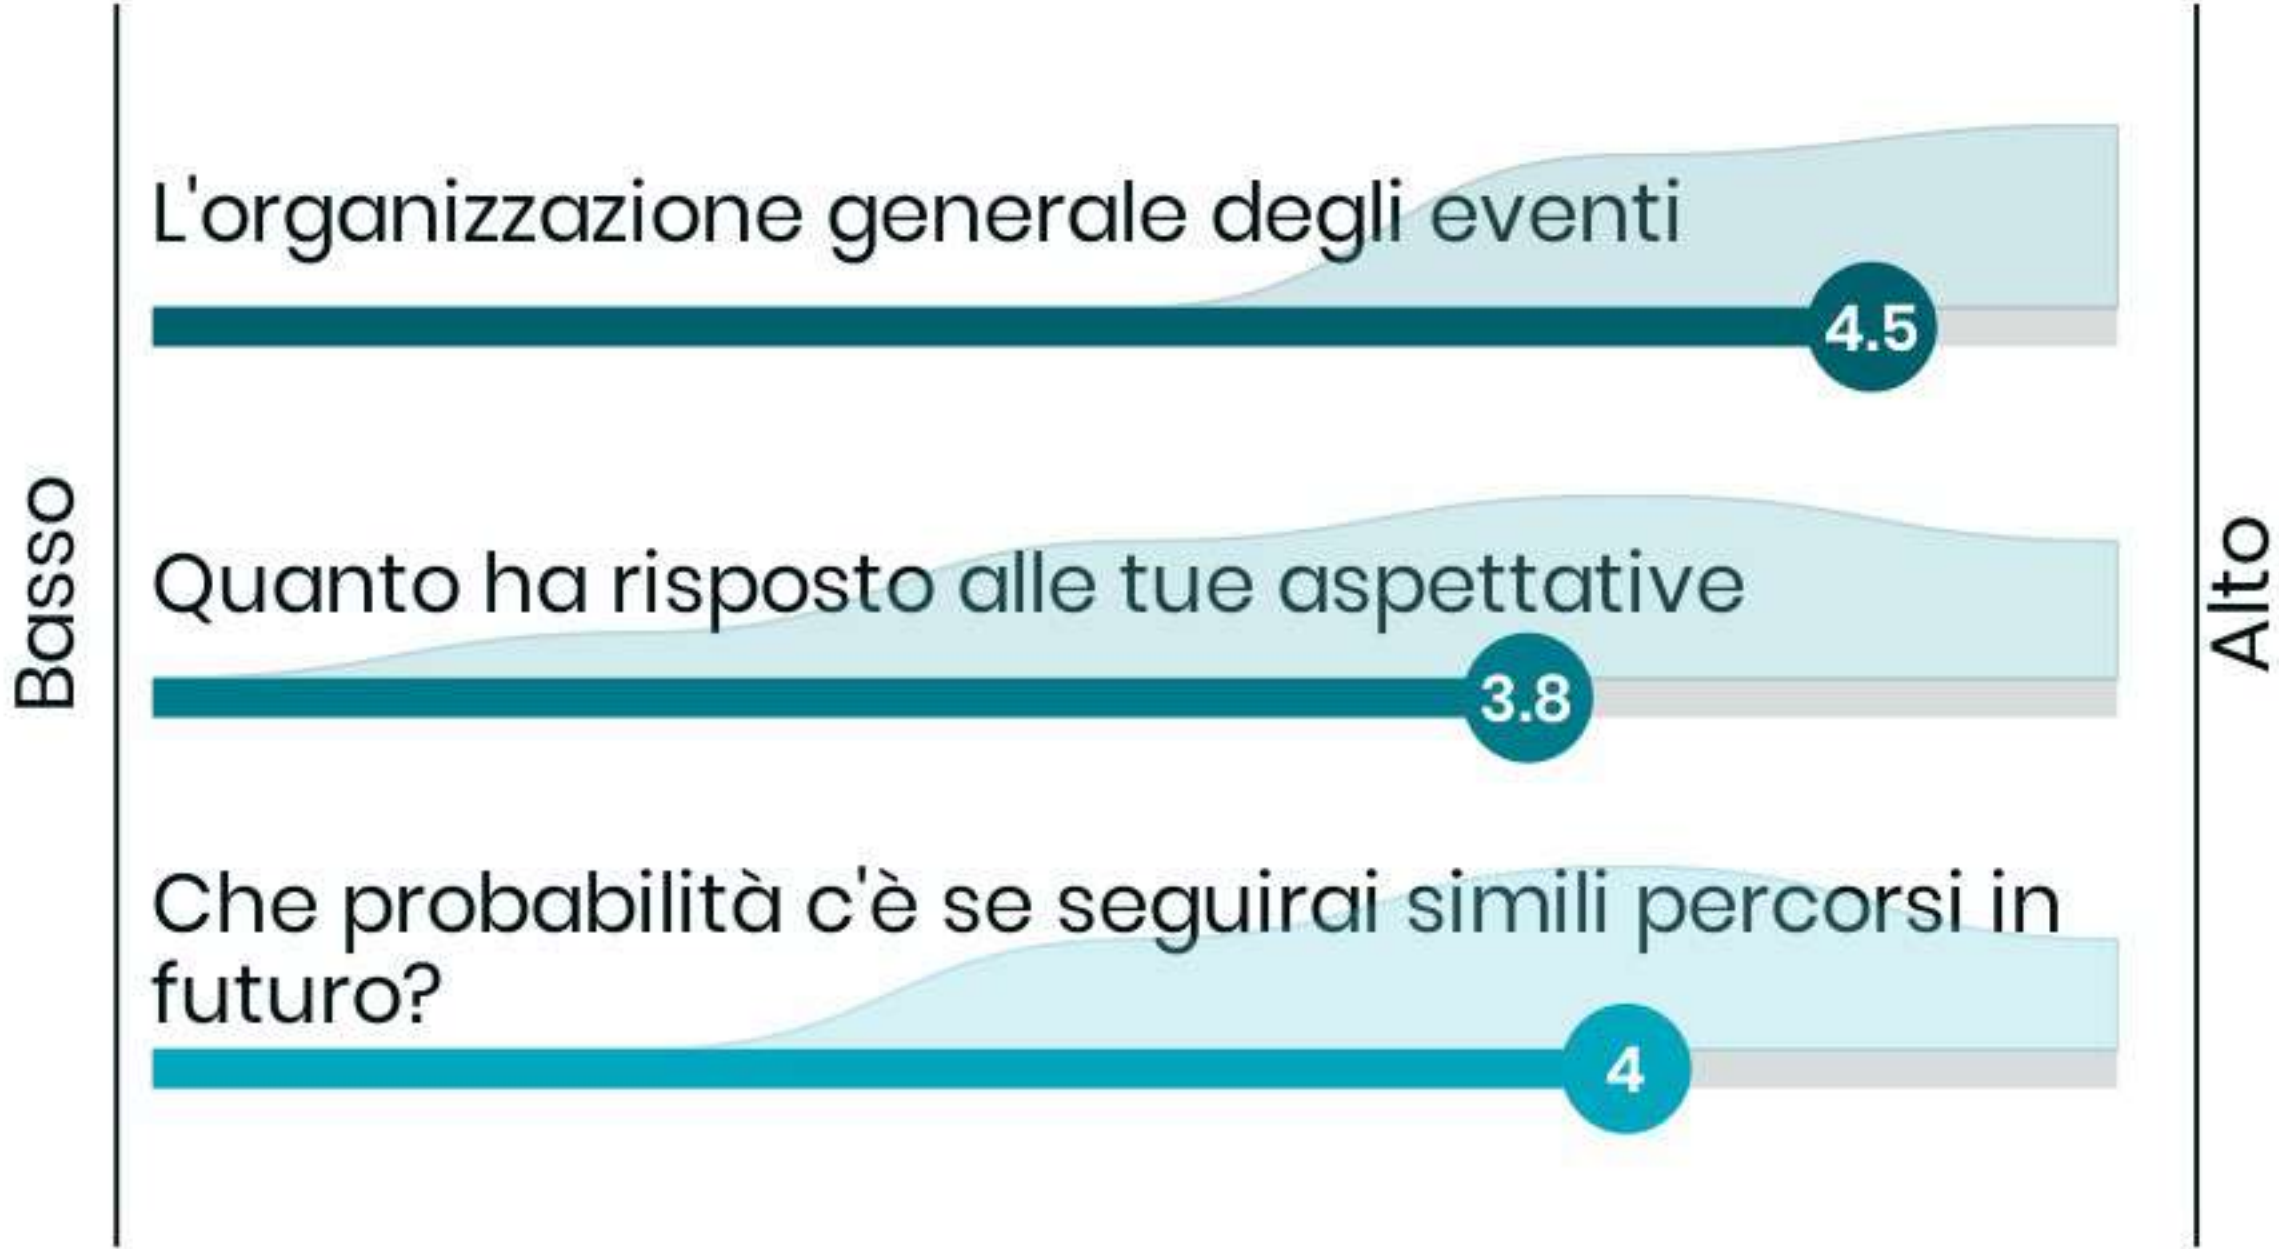 L'organizzazione generale degli eventi
4.5
Basso
Quanto ha risposto alle tue aspettative
3.8
Alto
Che probabilità c'è se seguirai simili percorsi in
futuro?
4